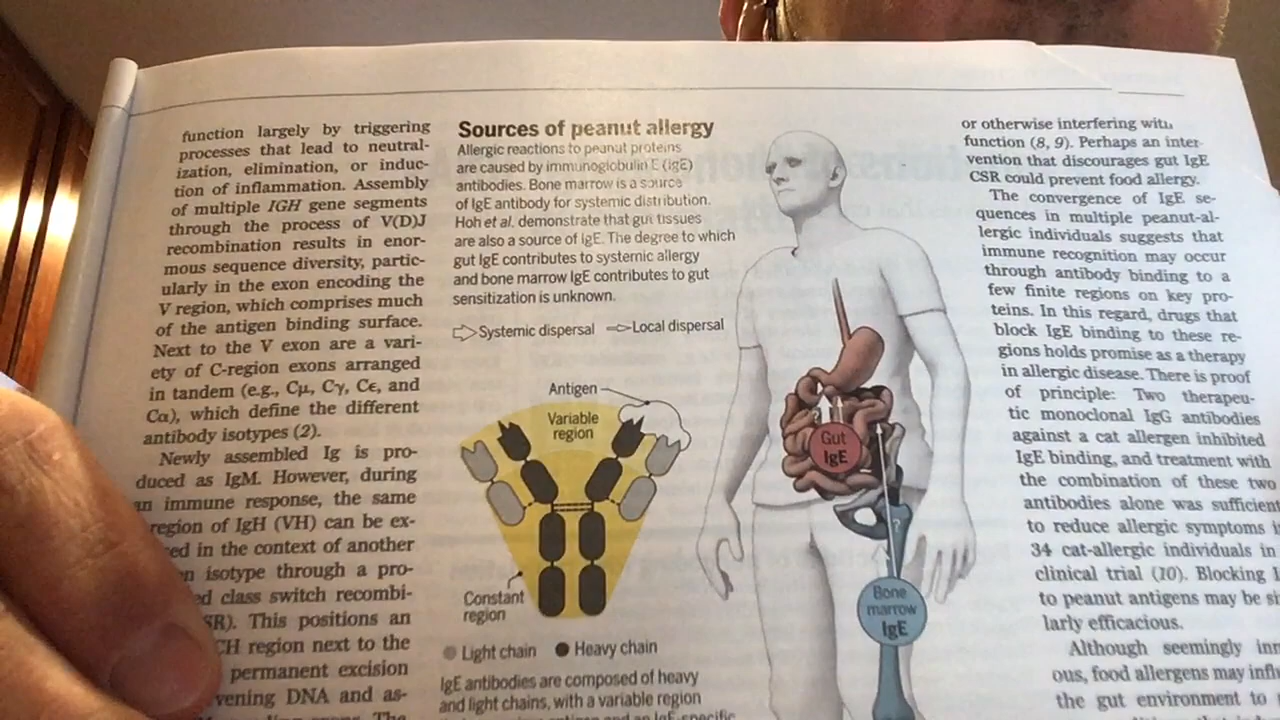 function largely by triggering
processes that lead to neutral-
ization, elimination, or induc-
tion of inflammation. Assembly
of multiple IGH gene segments
through the process of V(D)J
recombination results in enor-
mous sequence diversity, partic-
ularly in the exon encoding the
V region, which comprises much
of the antigen binding surface.
Next to the V exon are a vari-
ety of C-region exons arranged
in tandem (e.g., Cμ, Cγ, Cϵ, and
Cα), which define the different
antibody isotypes (2).
Newly assembled Ig is pro-
duced as IgM. However, during
an immune response, the same
region of IgH (VH) can be ex-
in the context of another
isotype through a pro-
class switch recombi-
This positions an
region next to the
permanent excision
DNA and as-
Sources of peanut allergy
Allergic reactions to peanut proteins
are caused by immunoglobulin E (IgE)
antibodies. Bone marrow is a source
of IgE antibody for systemic distribution.
Hoh et al. demonstrate that gut tissues
are also a source of IgE. The degree to which
gut IgE contributes to systemic allergy
and bone marrow IgE contributes to gut
sensitization is unknown.
Systemic dispersal Local dispersal
Antigen
Variable
region
Constant
region
Light chain Heavy chain
IgE antibodies are composed of heavy
and light chains, with a variable region
Gut
IgE
?
?
Bone
marrow
IgE
or otherwise interfering with
function (8, 9). Perhaps an inter-
vention that discourages gut IgE
CSR could prevent food allergy.
The convergence of IgE se-
quences in multiple peanut-al-
lergic individuals suggests that
immune recognition may occur
through antibody binding to a
few finite regions on key pro-
teins. In this regard, drugs that
block IgE binding to these re-
gions holds promise as a therapy
in allergic disease. There is proof
of principle: Two therapeu-
tic monoclonal IgG antibodies
against a cat allergen inhibited
IgE binding, and treatment with
the combination of these two
antibodies alone was sufficient
to reduce allergic symptoms
34 cat-allergic individuals in
clinical trial (10). Blocking
to peanut antigens may be
larly efficacious.
Although seemingly
ous, food allergens may
the gut environment to